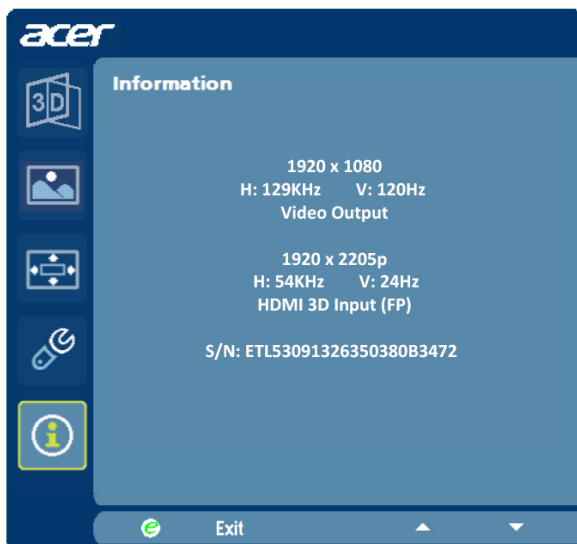 acer
Information
3D
1920 x 1080
H: 129KHz V: 120Hz
Video Output
1920 x 2205p
H: 54KHz V: 24Hz
HDMI 3D Input (FP)
S/N: ETL53091326350380B3472
i
e Exit